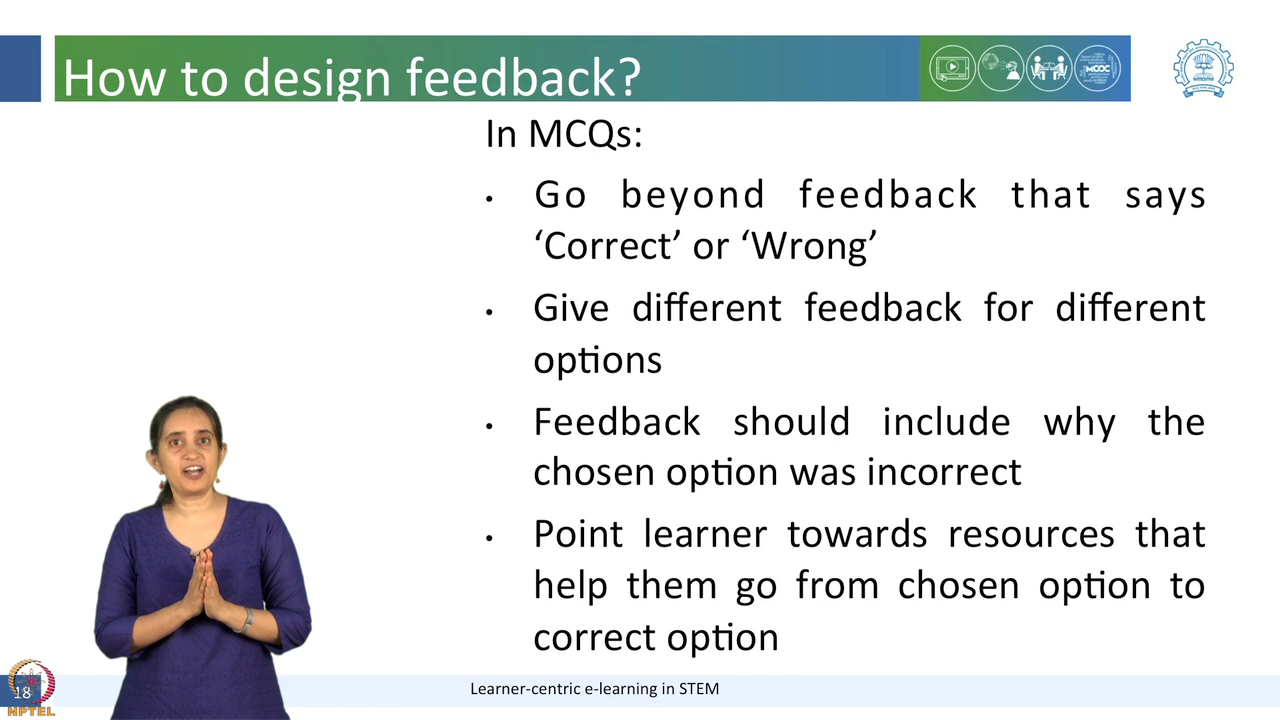 How to design feedback?
MOOC
In MCQs:
• Go beyond feedback that says
‘Correct’ or ‘Wrong’
• Give different feedback for different
options
• Feedback should include why the
chosen option was incorrect
• Point learner towards resources that
help them go from chosen option to
correct option
18
NPTEL
Learner-centric e-learning in STEM